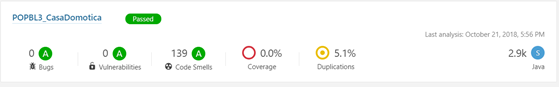 POPBL3_CasaDomotica Passed
Last analysis: October 21, 2018, 5:56 PM
0 A 0 A 139 A 0.0% 5.1% 2.9k S
Bugs Vulnerabilities Code Smells Coverage Duplications Java